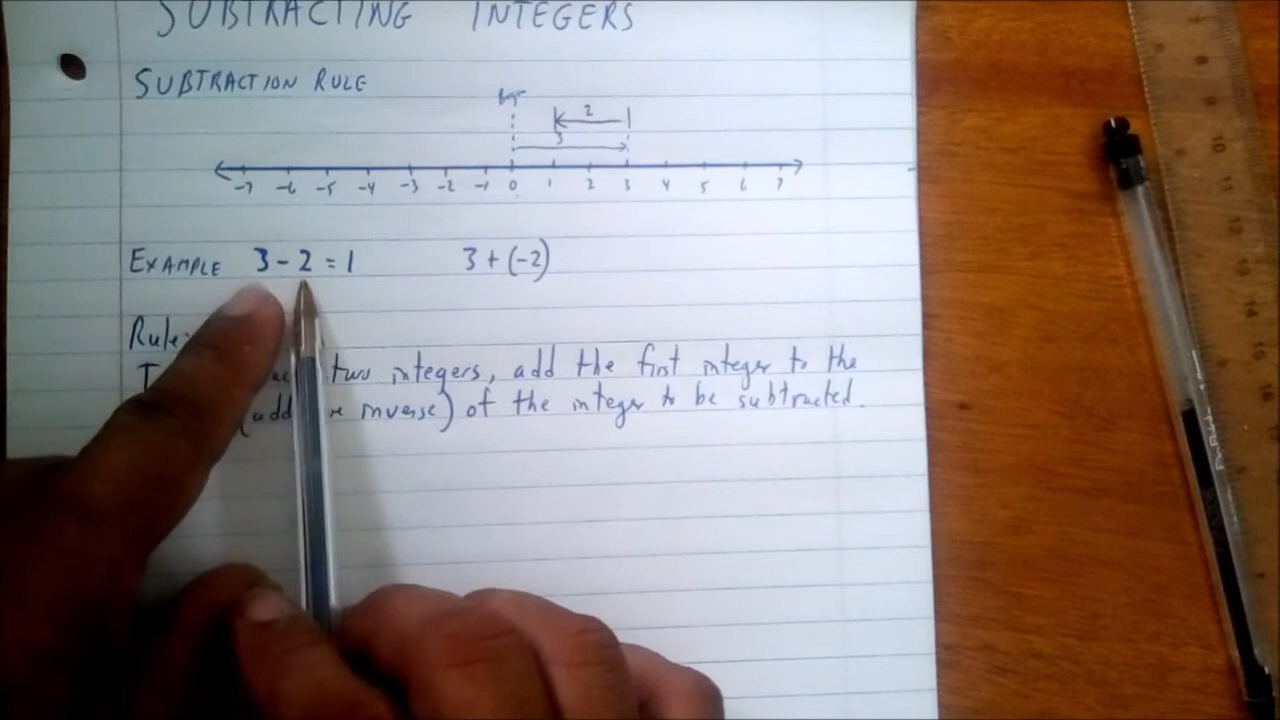 SUBTRACTING INTEGERS
SUBTRACTION RULE
2
3
-7 -6 -5 -4 -3 -2 -1 0 1 2 3 4 5 6 7
EXAMPLE 3 - 2 = 1 3 + (-2)
Rule:
two integers, add the first integer to the
inverse) of the integer to be subtracted.